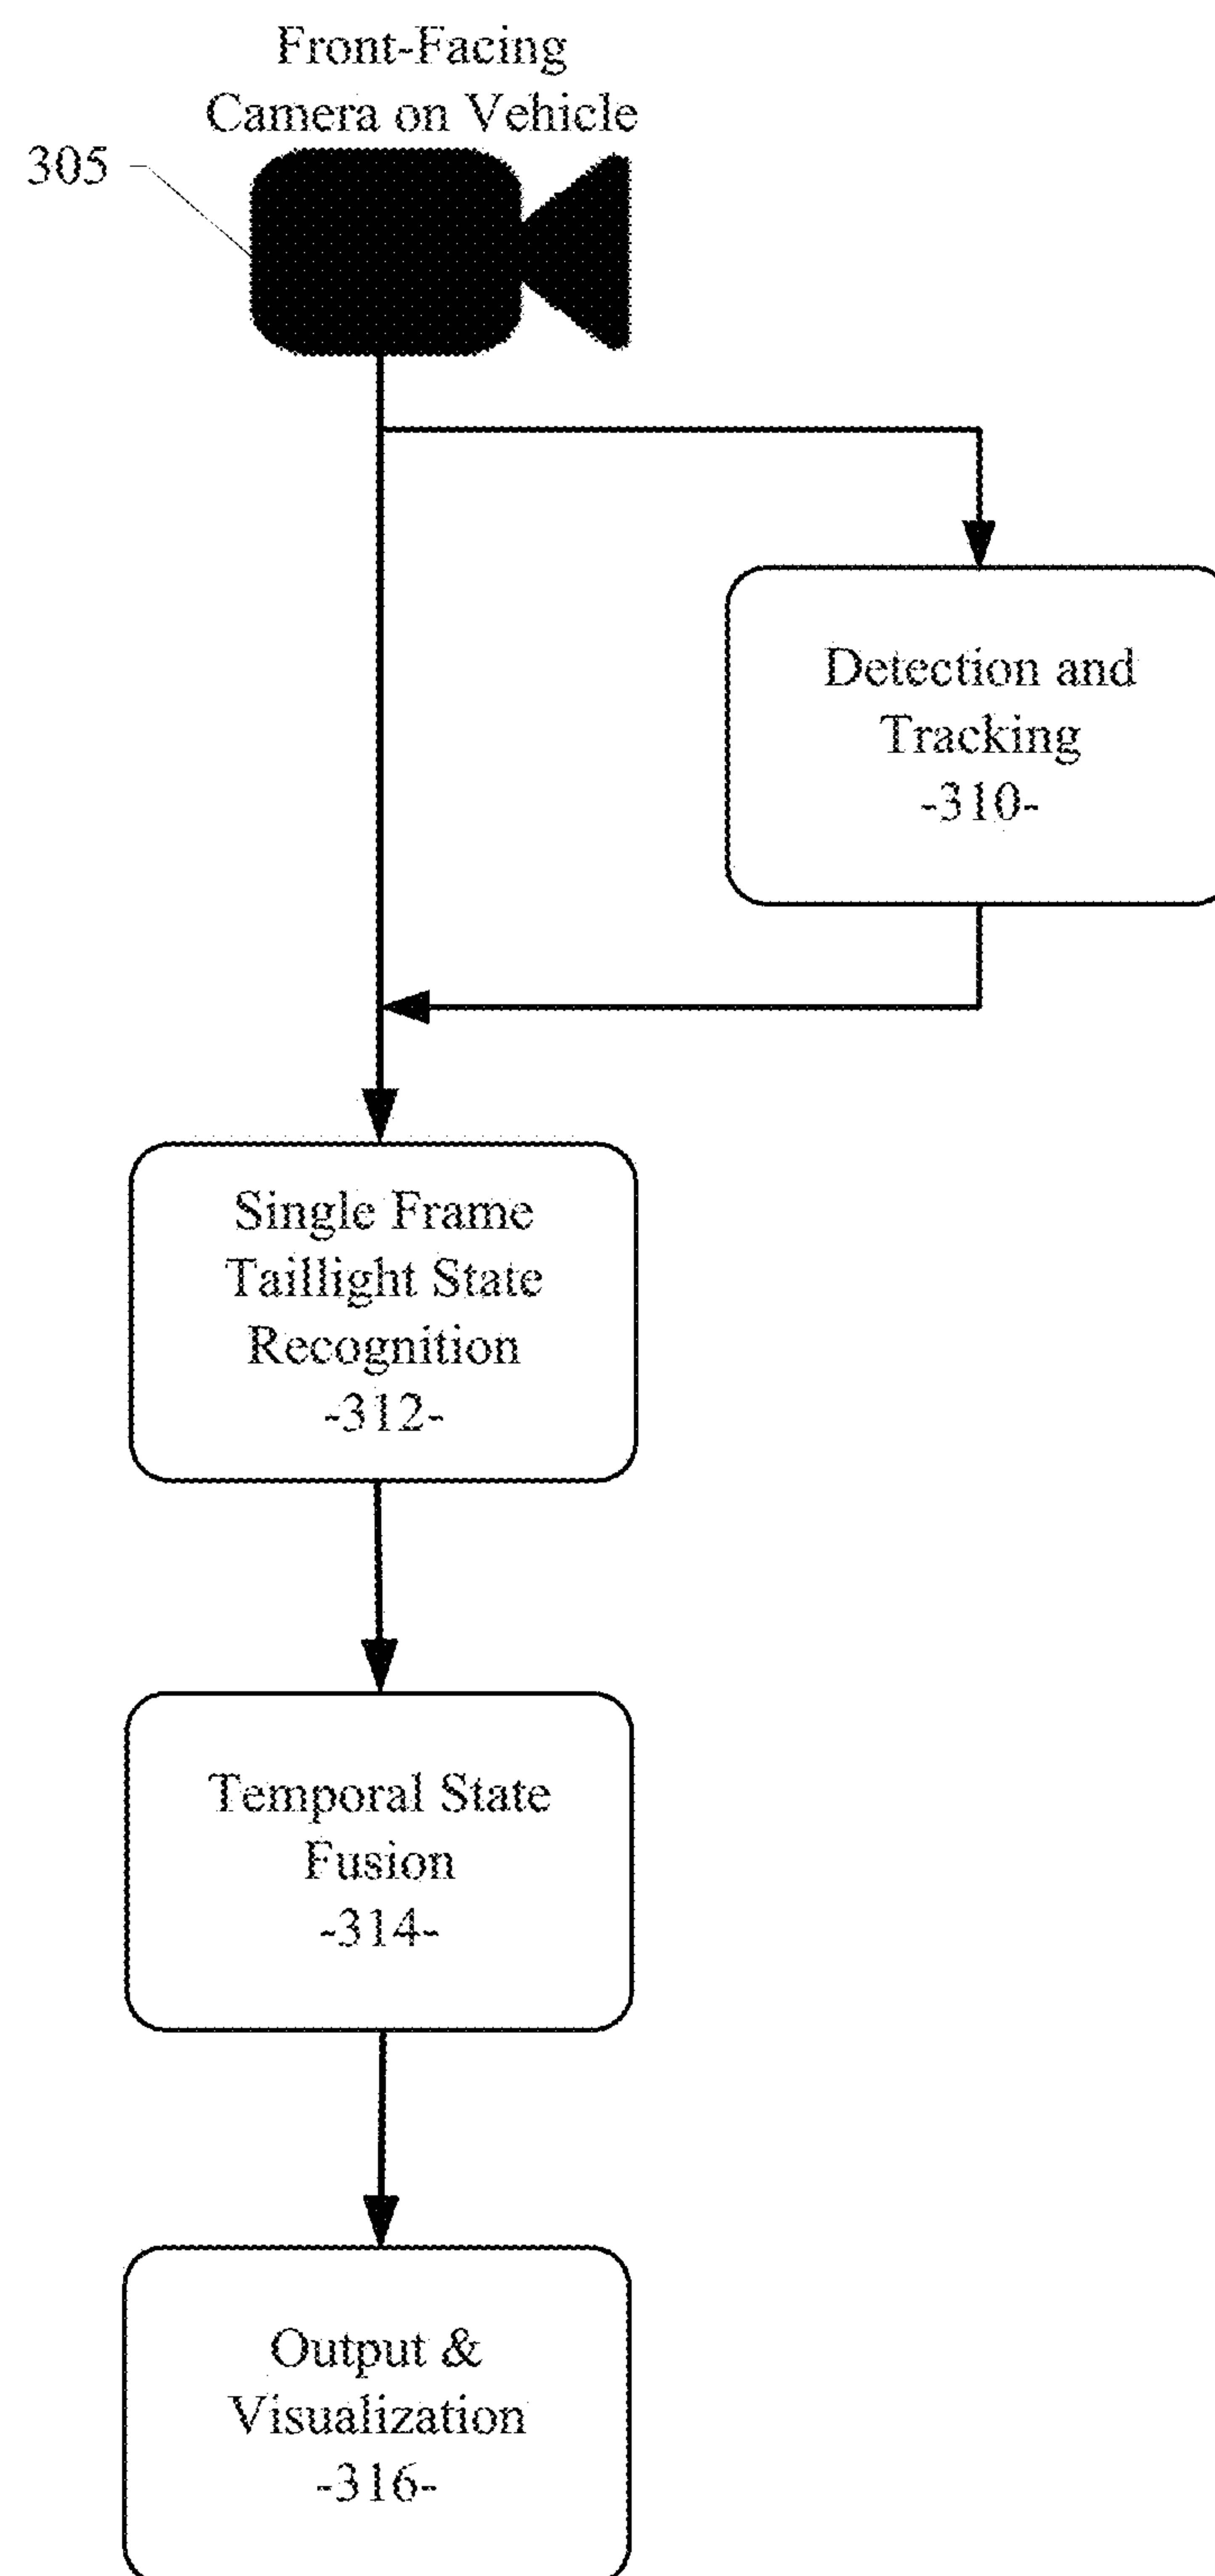 Front-Facing
Camera on Vehicle
305
Detection and
Tracking
-310-
Single Frame
Taillight State
Recognition
-312-
Temporal State
Fusion
-314-
Output &
Visualization
-316-